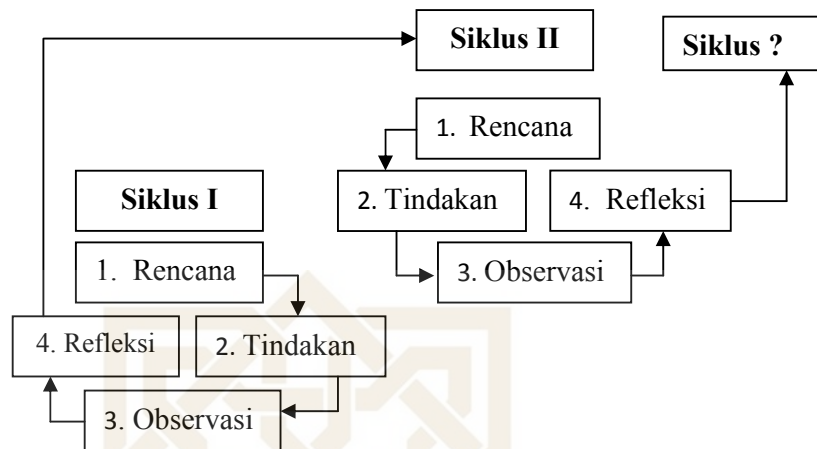 Siklus I
1. Rencana
2. Tindakan
3. Observasi
4. Refleksi
Siklus II
1. Rencana
2. Tindakan
3. Observasi
4. Refleksi
Siklus ?